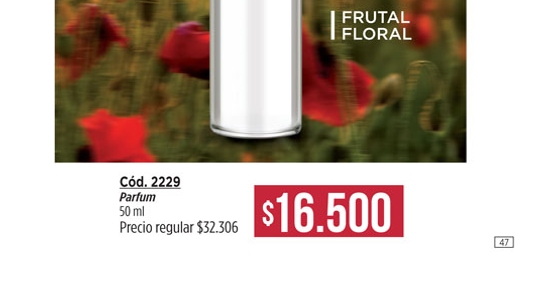 FRUTAL
FLORAL
Cód. 2229
Parfum
50 ml
Precio regular $32.306
$16.500
47